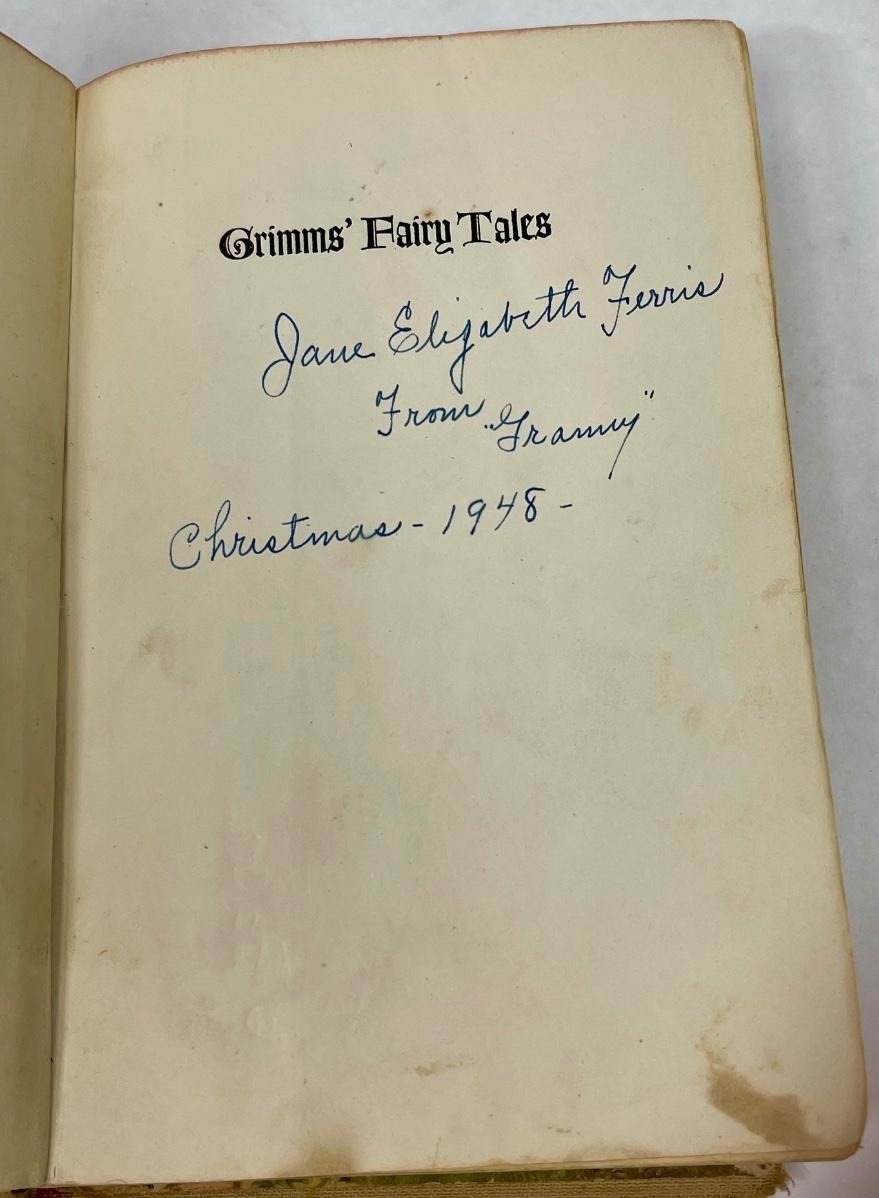 Grimms' Fairy Tales
Jane Elizabeth Ferris
From "Granny"
Christmas - 1948 -